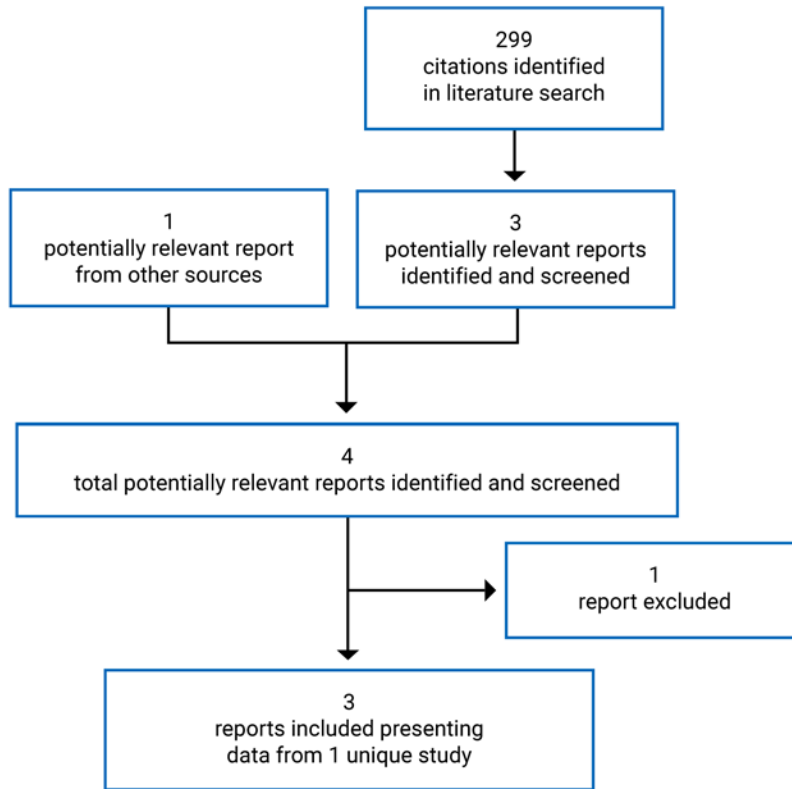 299
citations identified
in literature search
1
potentially relevant report
from other sources
3
potentially relevant reports
identified and screened
4
total potentially relevant reports identified and screened
1
report excluded
3
reports included presenting
data from 1 unique study